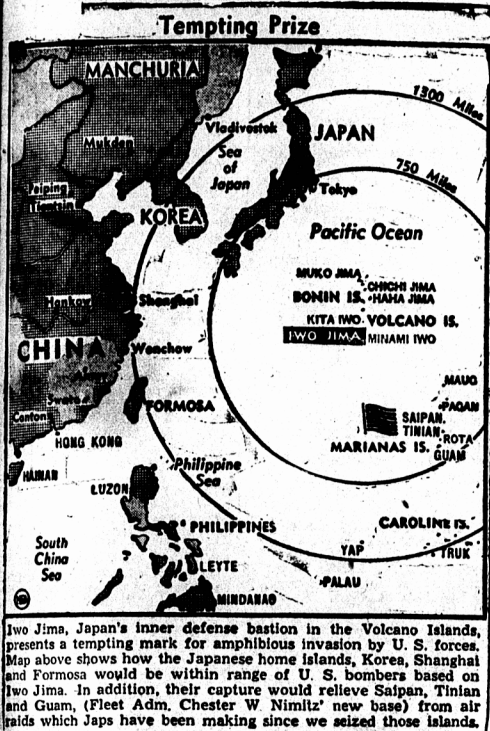 Tempting Prize
MANCHURIA
1300 Miles
Vladivostok
JAPAN
Mukden
Sea
of
Japan
750 Miles
Peiping
Tientsin
Tokyo
KOREA
Pacific Ocean
MUKO JIMA
CHICHI JIMA
BONIN IS. HAHA JIMA
Hankow
Shanghai
KITA IWO VOLCANO IS.
IWO JIMA MINAMI IWO
CHINA
Wenchow
MAUG
PAGAN
Swatow
FORMOSA
Canton
SAIPAN
TINIAN
ROTA
HONG KONG
MARIANAS IS.
GUAM
HAINAN
Philippine
Sea
LUZON
CAROLINE IS.
PHILIPPINES
South
China
Sea
YAP
TRUK
LEYTE
PALAU
MINDANAO
Iwo Jima, Japan's inner defense bastion in the Volcano Islands,
presents a tempting mark for amphibious invasion by U. S. forces.
Map above shows how the Japanese home islands, Korea, Shanghai
and Formosa would be within range of U. S. bombers based on
Iwo Jima. In addition, their capture would relieve Saipan, Tinian
and Guam, (Fleet Adm. Chester W. Nimitz' new base) from air
raids which Japs have been making since we seized those islands.